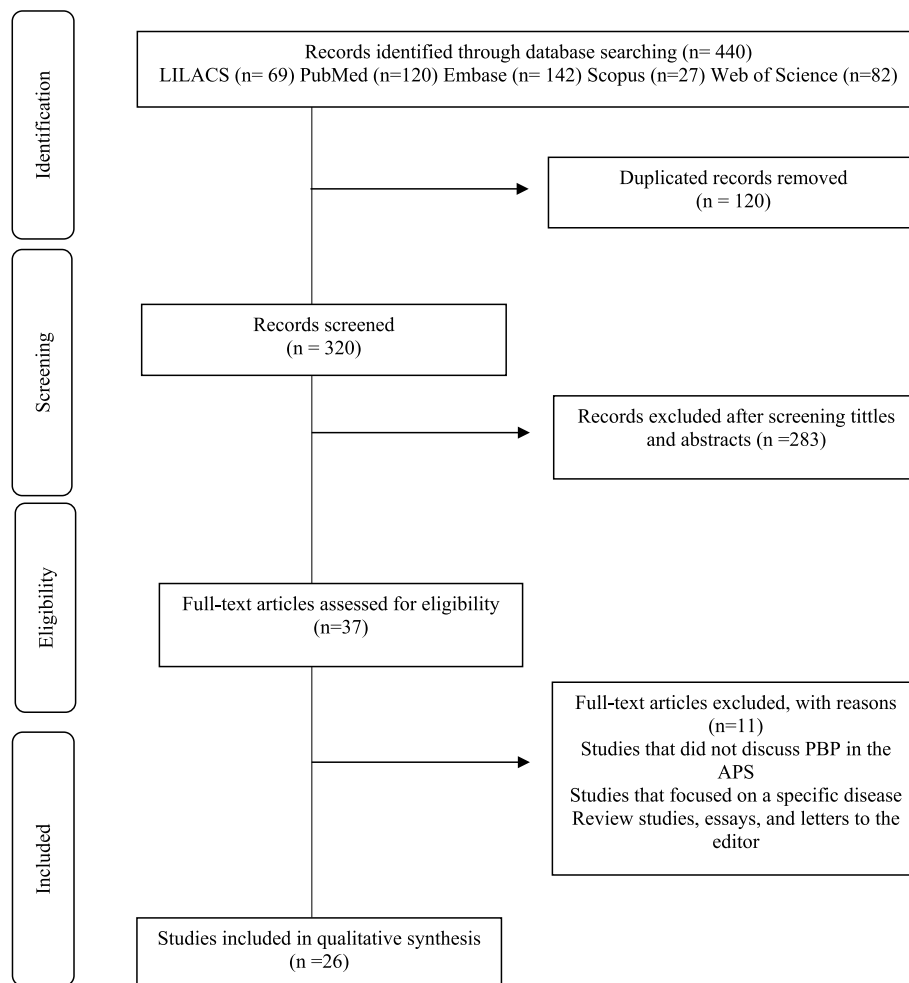 Identification
Records identified through database searching (n= 440)
LILACS (n= 69) PubMed (n=120) Embase (n= 142) Scopus (n=27) Web of Science (n=82)
Duplicated records removed
(n = 120)
Screening
Records screened
(n = 320)
Records excluded after screening tittles
and abstracts (n =283)
Eligibility
Full-text articles assessed for eligibility
(n=37)
Full-text articles excluded, with reasons
(n=11)
Studies that did not discuss PBP in the
APS
Studies that focused on a specific disease
Review studies, essays, and letters to the
editor
Included
Studies included in qualitative synthesis
(n =26)